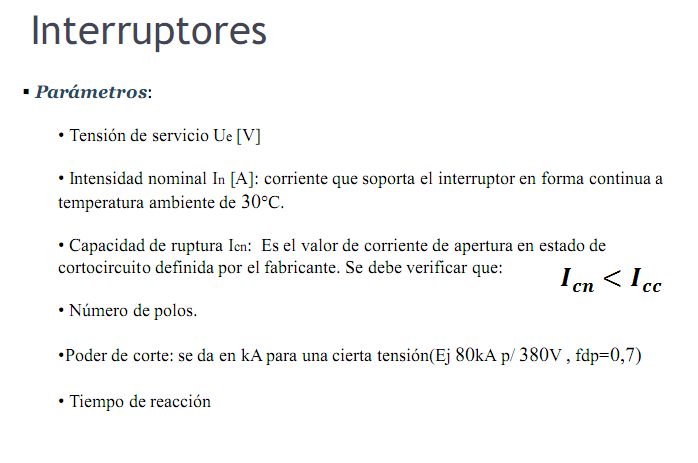 Interruptores
▪ Parámetros:
• Tensión de servicio Ue [V]
• Intensidad nominal In [A]: corriente que soporta el interruptor en forma continua a
temperatura ambiente de 30°C.
• Capacidad de ruptura Icn:  Es el valor de corriente de apertura en estado de
cortocircuito definida por el fabricante. Se debe verificar que:
I_cn < I_cc
• Número de polos.
•Poder de corte: se da en kA para una cierta tensión(Ej 80kA p/ 380V , fdp=0,7)
• Tiempo de reacción